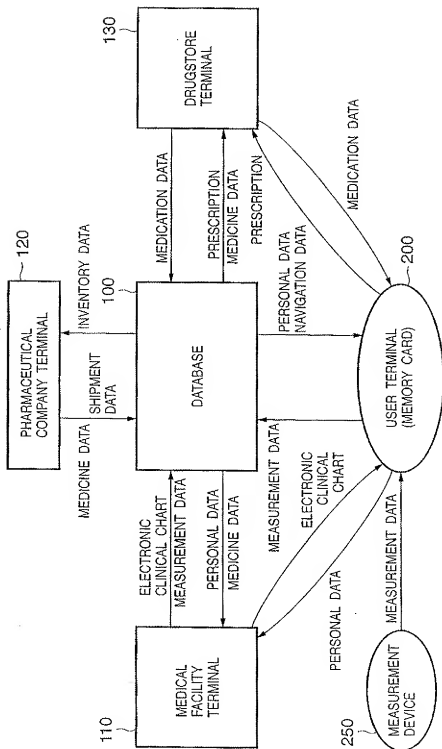 120
PHARMACEUTICAL
COMPANY TERMINAL
MEDICINE DATA
SHIPMENT
DATA
INVENTORY DATA
110
MEDICAL
FACILITY
TERMINAL
ELECTRONIC
CLINICAL CHART
MEASUREMENT DATA
PERSONAL DATA
MEDICINE DATA
100
DATABASE
MEDICATION DATA
PRESCRIPTION
MEDICINE DATA
130
DRUGSTORE
TERMINAL
PERSONAL DATA
MEASUREMENT DATA
ELECTRONIC
CLINICAL CHART
PERSONAL DATA
NAVIGATION DATA
PRESCRIPTION
MEDICATION DATA
250
MEASUREMENT
DEVICE
MEASUREMENT DATA
200
USER TERMINAL
(MEMORY CARD)